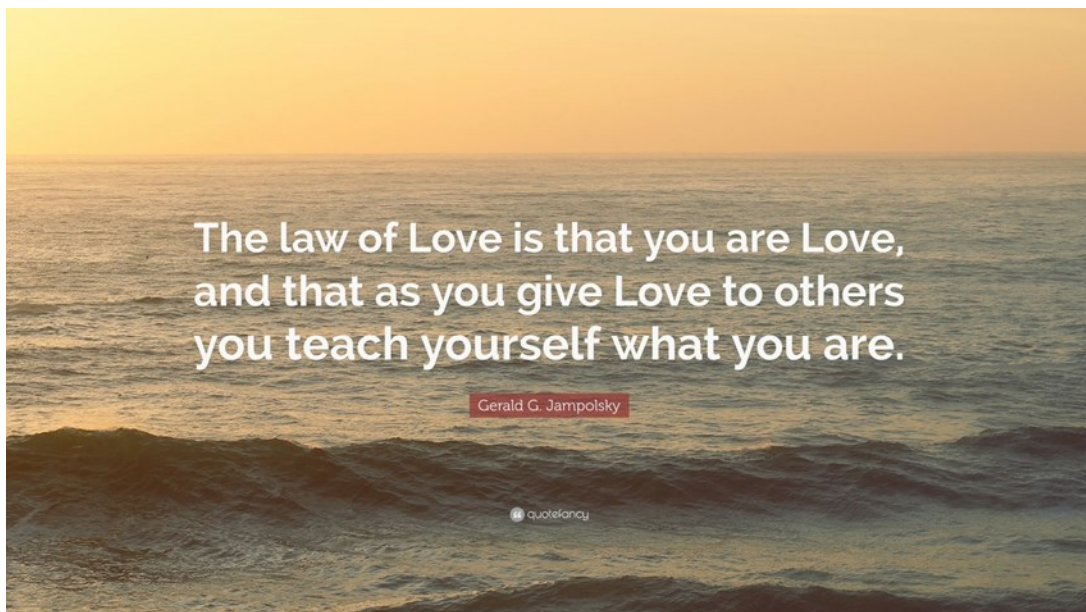 The law of Love is that you are Love,
and that as you give Love to others
you teach yourself what you are.
Gerald G. Jampolsky
quotefancy